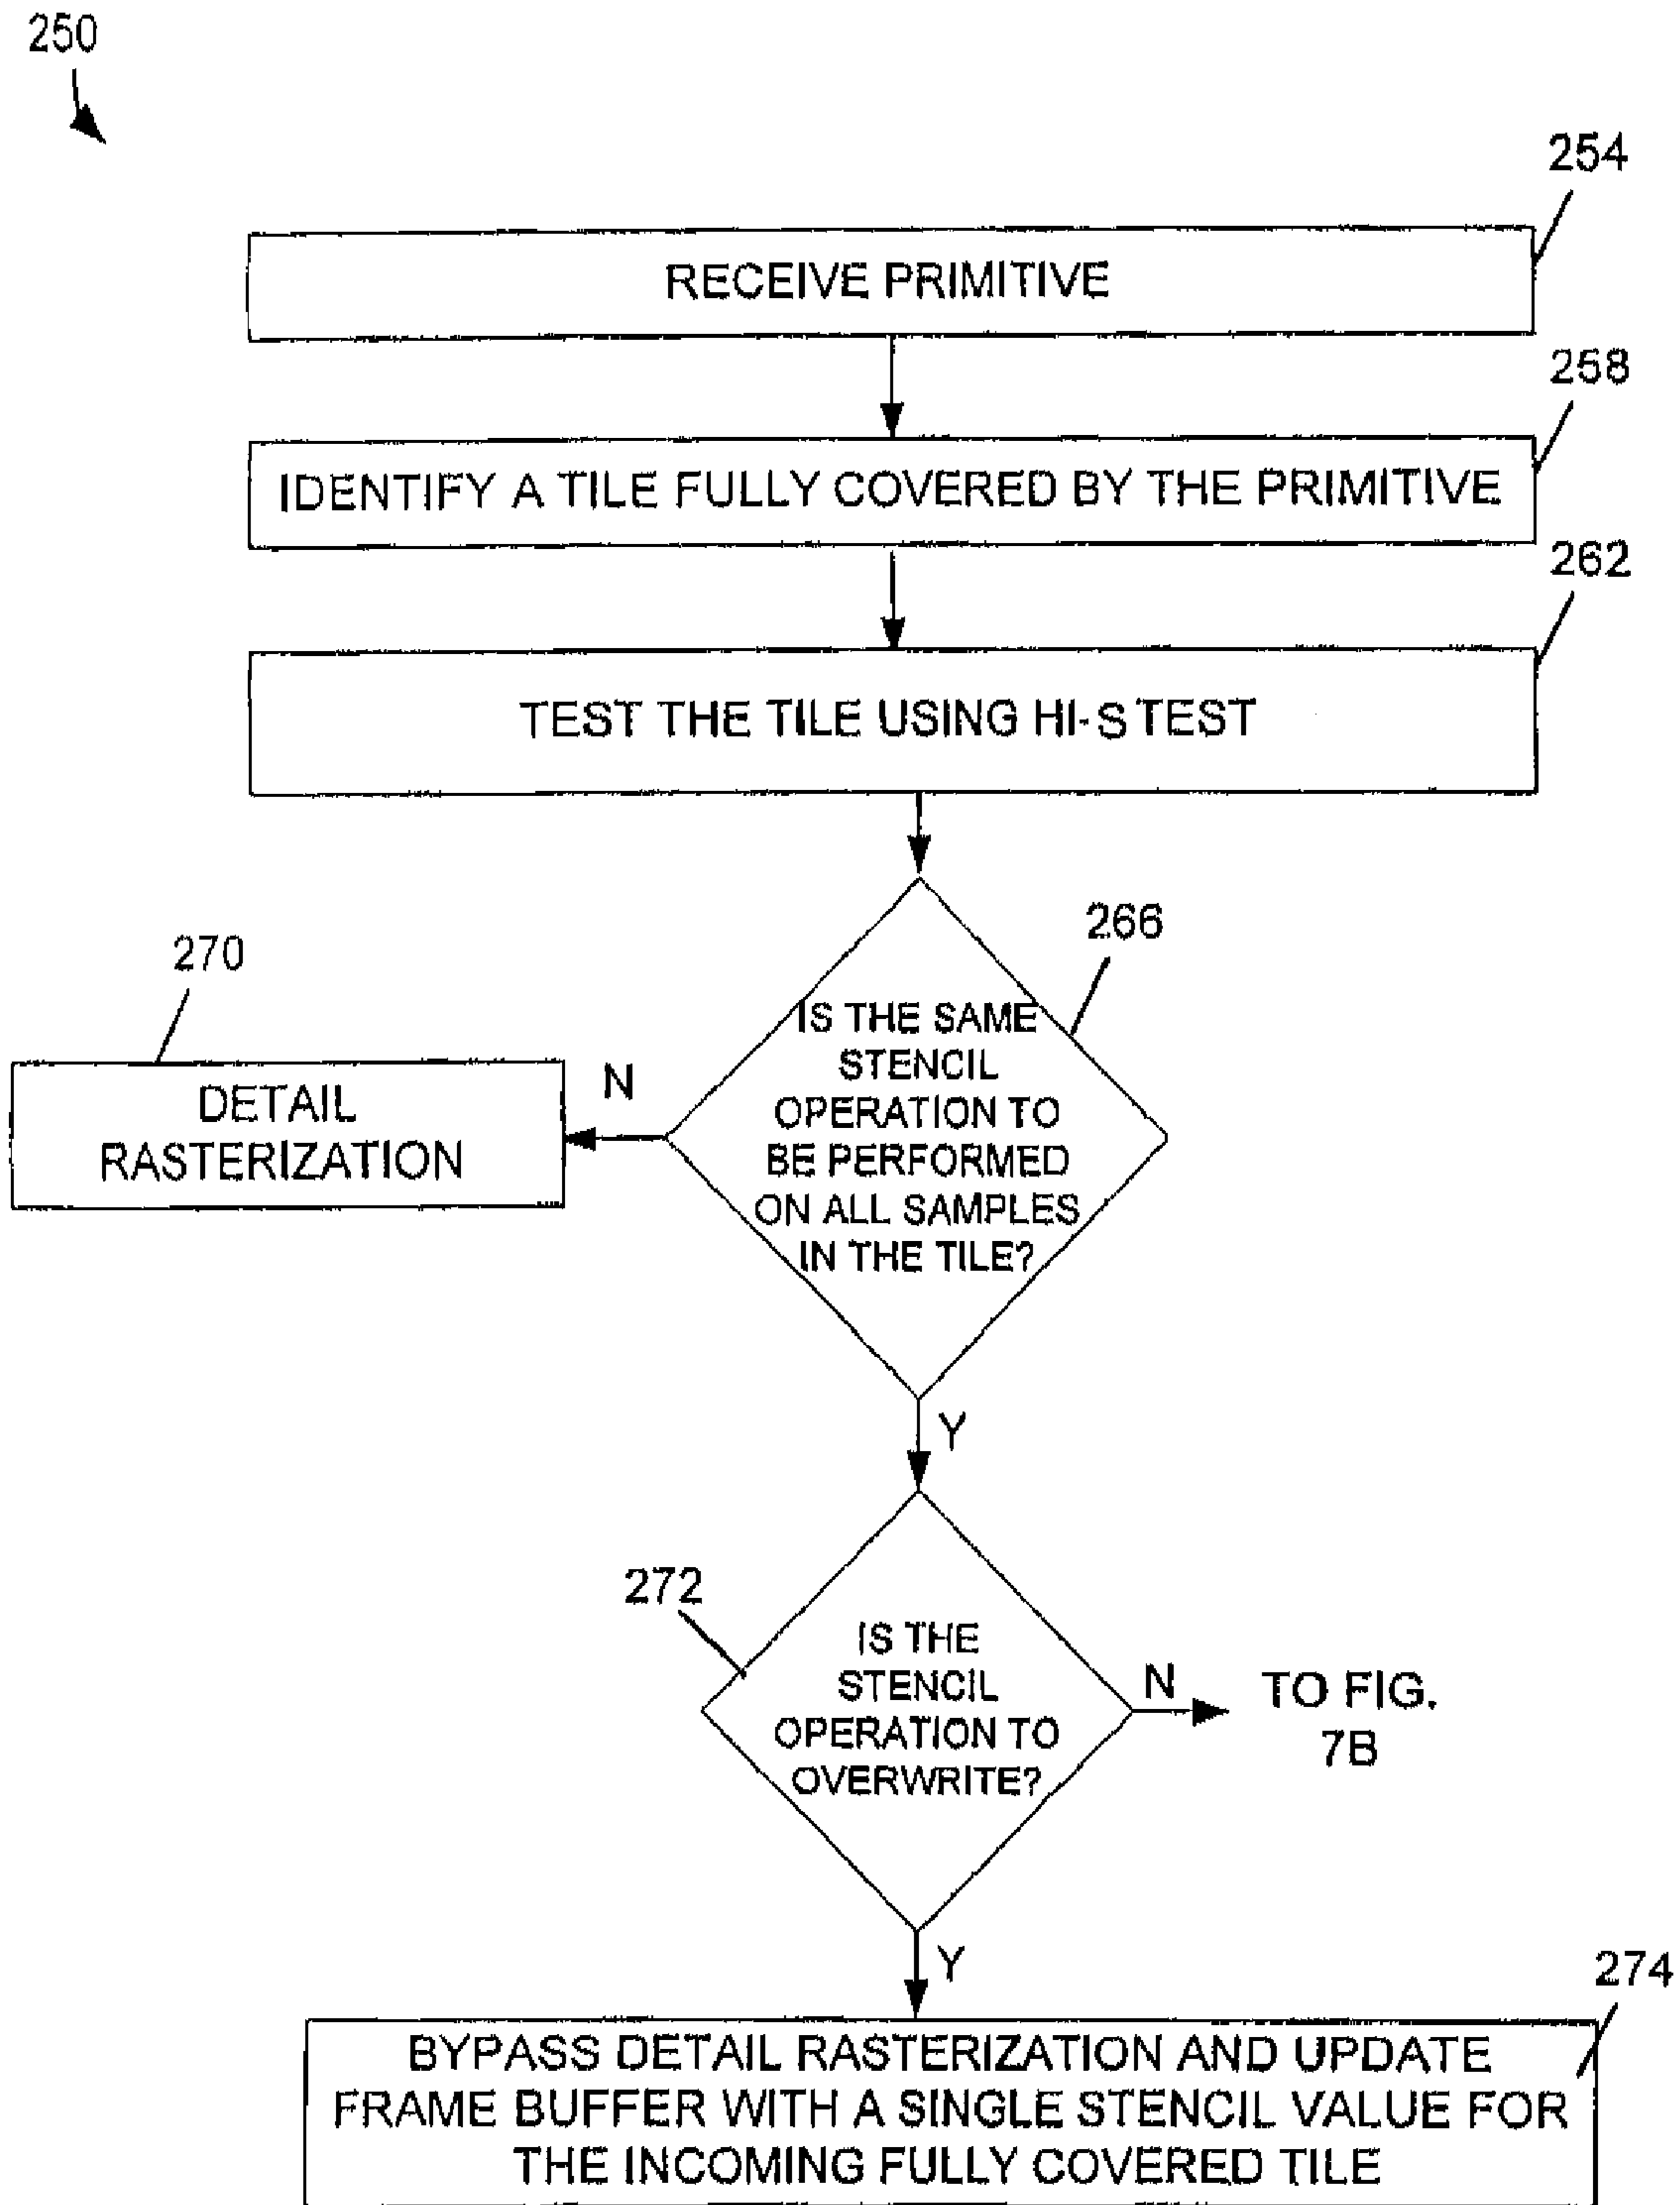 250
254
RECEIVE PRIMITIVE
258
IDENTIFY A TILE FULLY COVERED BY THE PRIMITIVE
262
TEST THE TILE USING HI-S TEST
266
270
IS THE SAME
STENCIL
OPERATION TO
BE PERFORMED
ON ALL SAMPLES
IN THE TILE?
N
DETAIL
RASTERIZATION
Y
272
IS THE
STENCIL
OPERATION TO
OVERWRITE?
N
TO FIG.
7B
Y
274
BYPASS DETAIL RASTERIZATION AND UPDATE
FRAME BUFFER WITH A SINGLE STENCIL VALUE FOR
THE INCOMING FULLY COVERED TILE